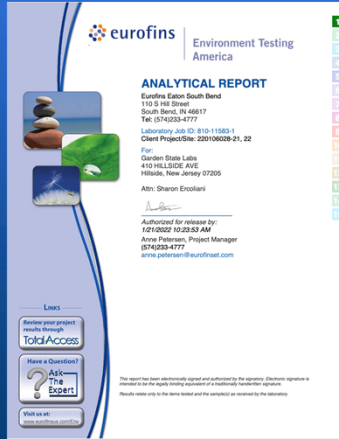 eurofins
Environment Testing
America
ANALYTICAL REPORT
Eurofins Eaton South Bend
110 S Hill Street
South Bend, IN 46617
Tel: (574)233-4777
Laboratory Job ID: 810-11583-1
Client Project/Site: 220106028-21, 22
For:
Garden State Labs
410 HILLSIDE AVE
Hillside, New Jersey 07205
Attn: Sharon Ercoliani
Authorized for release by:
1/21/2022 10:23:53 AM
Anne Petersen, Project Manager
(574)233-4777
anne.petersen@eurofinset.com
LINKS
Review your project
results through
TotalAccess
Have a Question?
Ask
The
Expert
Visit us at:
www.eurofinsus.com/Env
This report has been electronically signed and authorized by the signatory. Electronic signature is
intended to be the legally binding equivalent of a traditionally handwritten signature.
Results relate only to the items tested and the sample(s) as received by the laboratory.